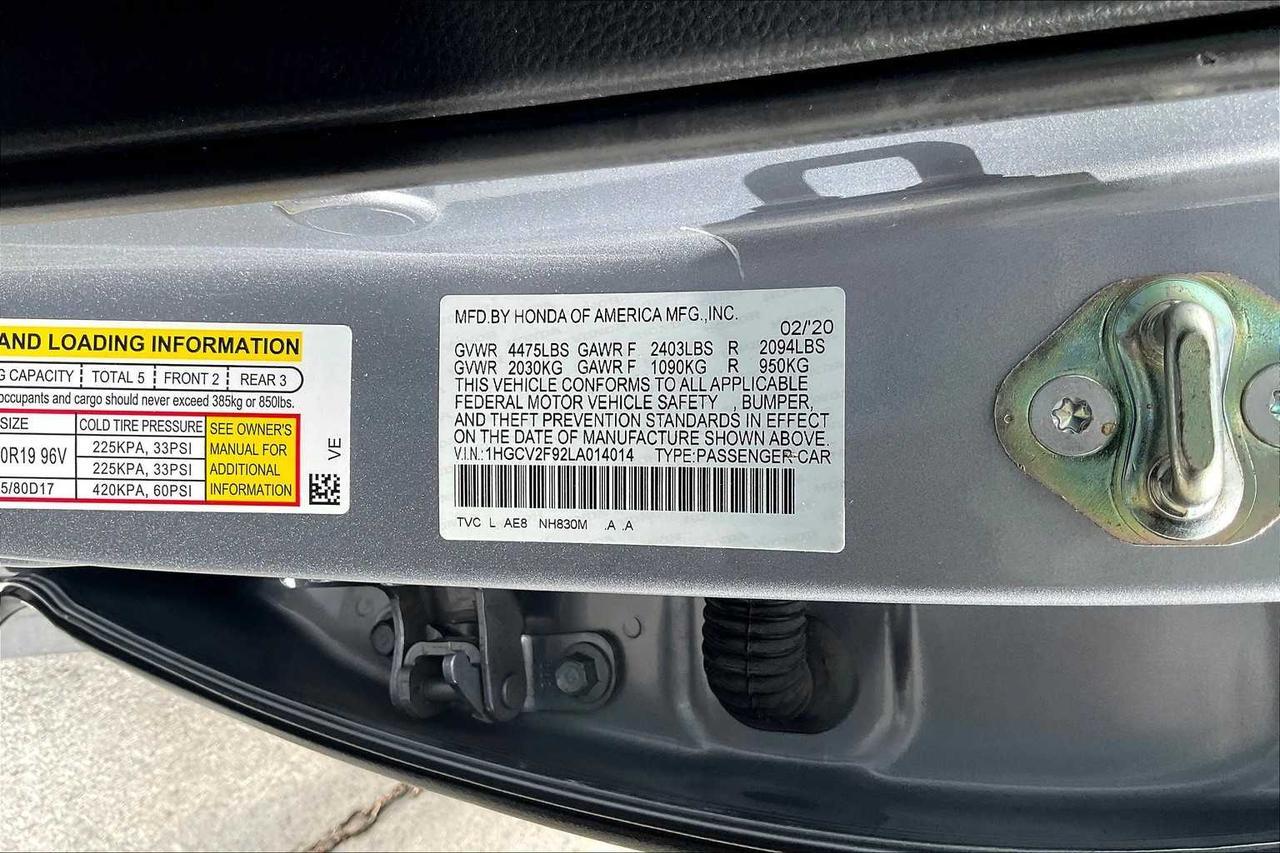 AND LOADING INFORMATION
G CAPACITY TOTAL 5 FRONT 2 REAR 3
occupants and cargo should never exceed 385kg or 850lbs.
SIZE COLD TIRE PRESSURE SEE OWNER'S
MANUAL FOR
ADDITIONAL
INFORMATION
0R19 96V 225KPA, 33PSI
225KPA, 33PSI
5/80D17 420KPA, 60PSI
VE
MFD.BY HONDA OF AMERICA MFG.,INC.
02/'20
GVWR 4475LBS GAWR F 2403LBS R 2094LBS
GVWR 2030KG GAWR F 1090KG R 950KG
THIS VEHICLE CONFORMS TO ALL APPLICABLE
FEDERAL MOTOR VEHICLE SAFETY , BUMPER,
AND THEFT PREVENTION STANDARDS IN EFFECT
ON THE DATE OF MANUFACTURE SHOWN ABOVE.
V.I.N.:1HGCV2F92LA014014 TYPE:PASSENGER CAR
TVC L AE8 NH830M .A .A